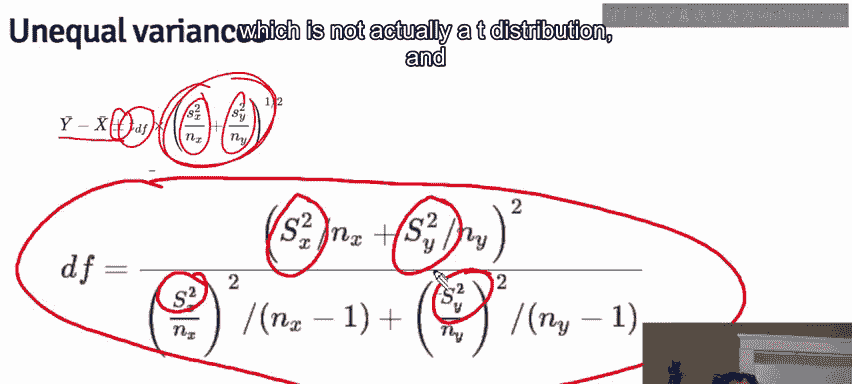 Unequal variances
which is not actually a t distribution,
and
Ȳ − X̄ ± t_df × (s_x²/n_x + s_y²/n_y)^1/2
df = (S_x²/n_x + S_y²/n_y)² / ((S_x²/n_x)²/(n_x − 1) + (S_y²/n_y)²/(n_y − 1))